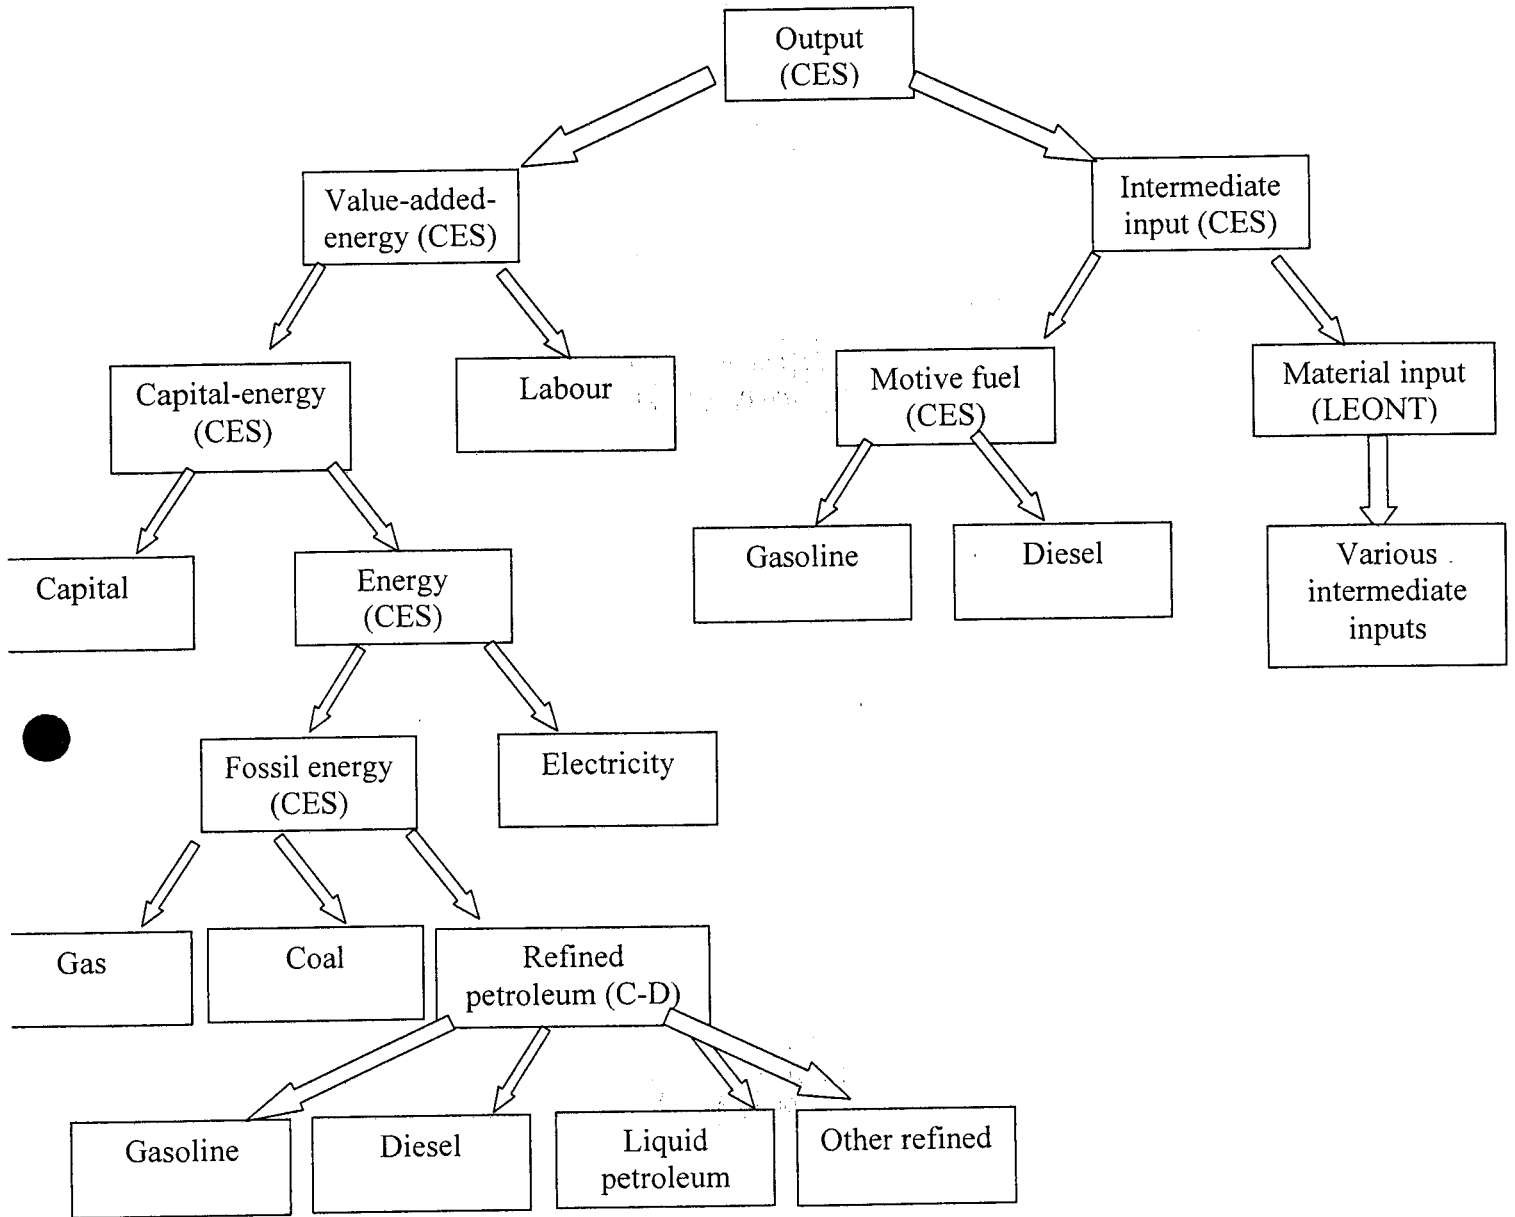 Output
(CES)
Value-added-
energy (CES)
Intermediate
input (CES)
Capital-energy
(CES)
Labour
Motive fuel
(CES)
Material input
(LEONT)
Capital
Energy
(CES)
Gasoline
Diesel
Various
intermediate
inputs
Fossil energy
(CES)
Electricity
Gas
Coal
Refined
petroleum (C-D)
Gasoline
Diesel
Liquid
petroleum
Other refined